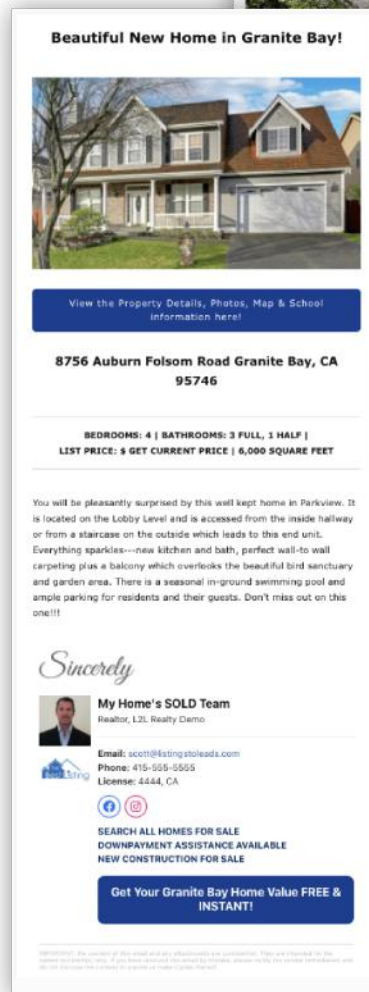 Beautiful New Home in Granite Bay!
View the Property Details, Photos, Map & School
information here!
8756 Auburn Folsom Road Granite Bay, CA
95746
BEDROOMS: 4 | BATHROOMS: 3 FULL, 1 HALF |
LIST PRICE: $ GET CURRENT PRICE | 6,000 SQUARE FEET
You will be pleasantly surprised by this well kept home in Parkview. It
is located on the Lobby Level and is accessed from the inside hallway
or from a staircase on the outside which leads to this end unit.
Everything sparkles---new kitchen and bath, perfect wall-to wall
carpeting plus a balcony which overlooks the beautiful bird sanctuary
and garden area. There is a seasonal in-ground swimming pool and
ample parking for residents and their guests. Don't miss out on this
one!!!
Sincerely
My Home's SOLD Team
Realtor, L2L Realty Demo
Listing
Email: scott@listingstoleads.com
Phone: 415-555-5555
License: 4444, CA
SEARCH ALL HOMES FOR SALE
DOWNPAYMENT ASSISTANCE AVAILABLE
NEW CONSTRUCTION FOR SALE
Get Your Granite Bay Home Value FREE &
INSTANT!